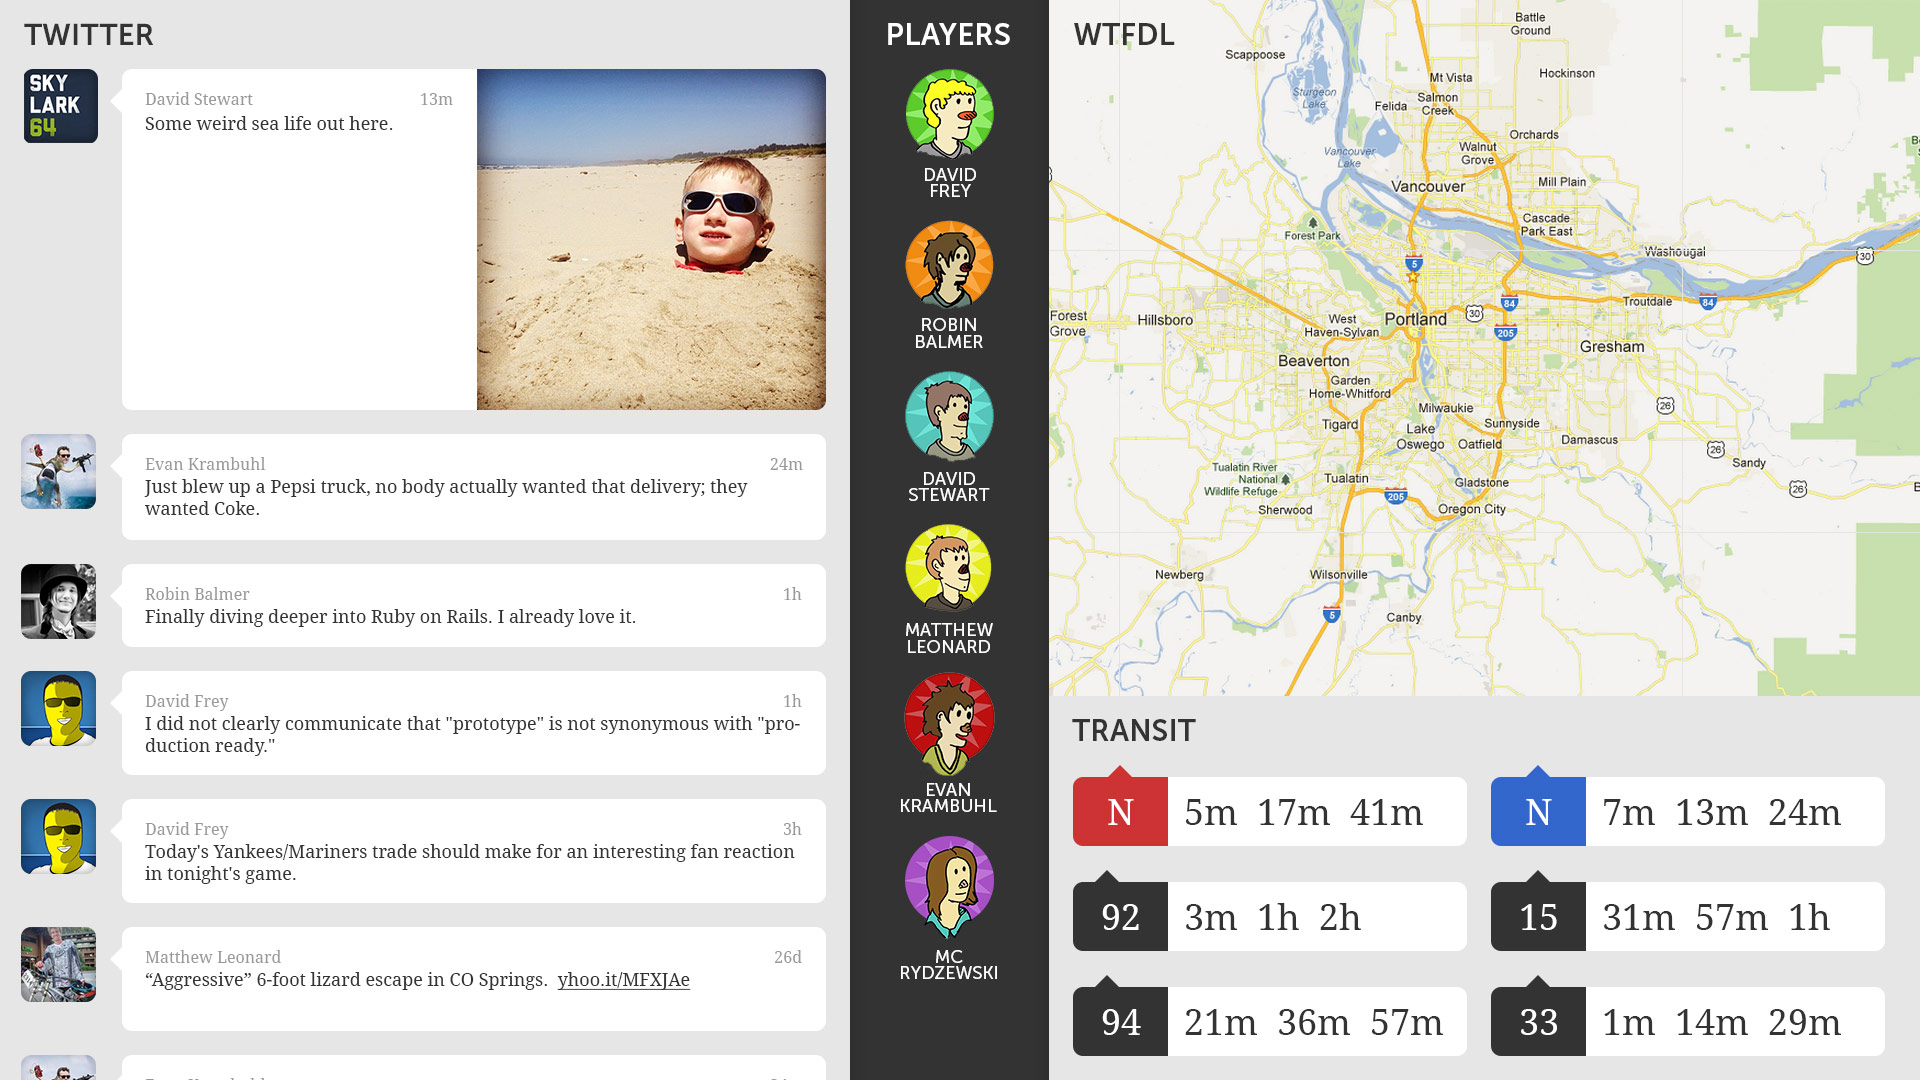 TWITTER
SKY
LARK
64
David Stewart 13m
Some weird sea life out here.
Evan Krambuhl 24m
Just blew up a Pepsi truck, no body actually wanted that delivery; they
wanted Coke.
Robin Balmer 1h
Finally diving deeper into Ruby on Rails. I already love it.
David Frey 1h
I did not clearly communicate that "prototype" is not synonymous with "pro-
duction ready."
David Frey 3h
Today's Yankees/Mariners trade should make for an interesting fan reaction
in tonight's game.
Matthew Leonard 26d
“Aggressive” 6-foot lizard escape in CO Springs. yhoo.it/MFXJAe
PLAYERS
DAVID
FREY
ROBIN
BALMER
DAVID
STEWART
MATTHEW
LEONARD
EVAN
KRAMBUHL
MC
RYDZEWSKI
WTFDL
Battle
Ground
Scappoose
Mt Vista
Hockinson
Sturgeon
Lake
Felida
Salmon
Creek
Orchards
Walnut
Grove
Vancouver
Lake
Vancouver
Mill Plain
Cascade
Park East
Forest Park
Washougal
30
5
84
84
Troutdale
Forest
Grove
Hillsboro
West
Haven-Sylvan
Portland
30
205
Gresham
Beaverton
Garden
Home-Whitford
Milwaukie
26
Tigard
Lake
Oswego
Sunnyside
Oatfield
Damascus
26
Sandy
Tualatin River
National
Wildlife Refuge
Tualatin
Gladstone
205
26
Sherwood
Oregon City
Newberg
Wilsonville
5
Canby
TRANSIT
N 5m 17m 41m
N 7m 13m 24m
92 3m 1h 2h
15 31m 57m 1h
94 21m 36m 57m
33 1m 14m 29m